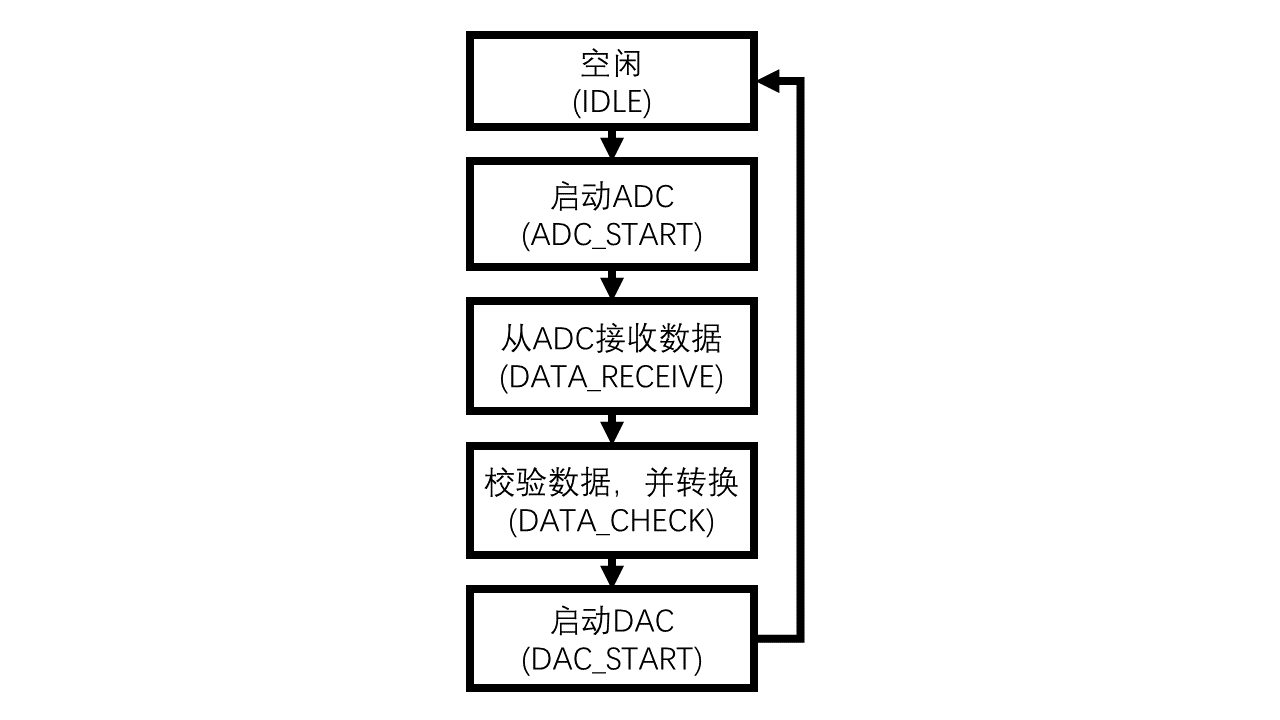 空闲
(IDLE)
启动ADC
(ADC_START)
从ADC接收数据
(DATA_RECEIVE)
校验数据，并转换
(DATA_CHECK)
启动DAC
(DAC_START)